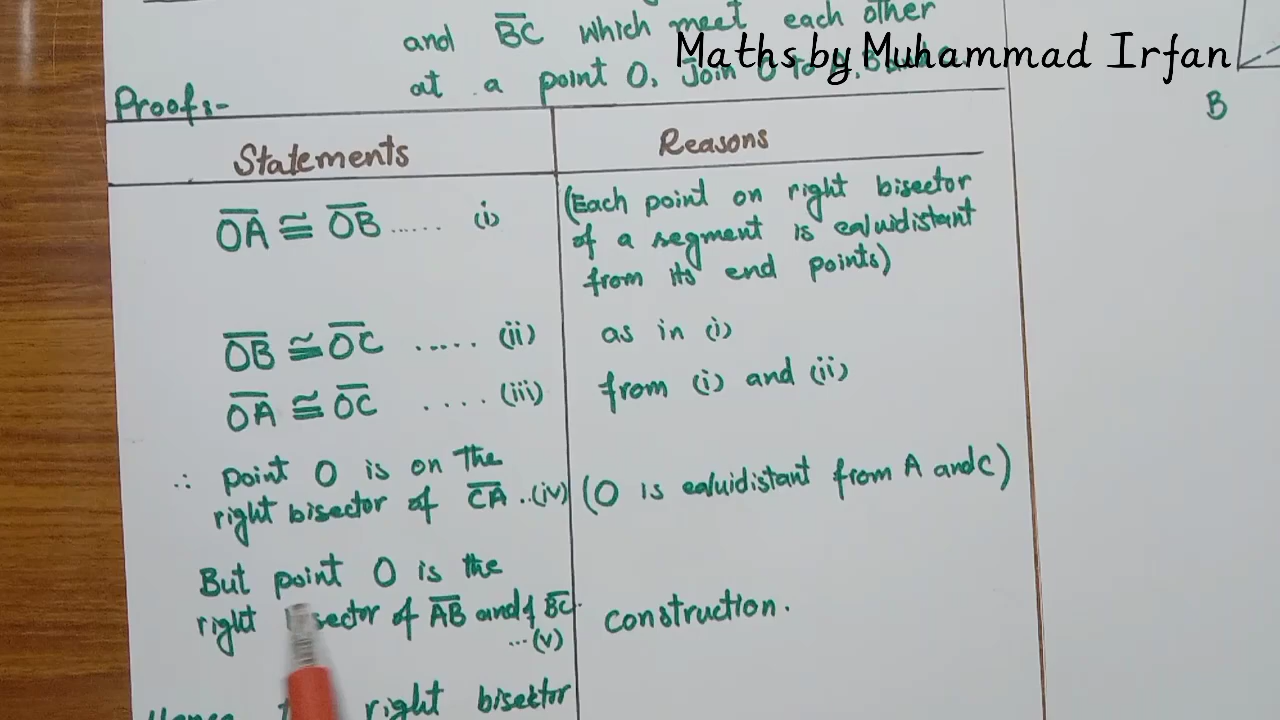 and BC which meet each other
Maths by Muhammad Irfan
at a point O, Join O to A, B and
Proof:-
Statements
Reasons
OA ≅ OB ...... (i)
(Each point on right bisector
of a segment is equidistant
from its end points)
OB ≅ OC ...... (ii)
as in (i)
OA ≅ OC .... (iii)
from (i) and (ii)
∴ point O is on the
right bisector of CA ..(iv)
(O is equidistant from A and C)
But point O is the
right bisector of AB and of BC
...(v)
construction.
right bisector
B